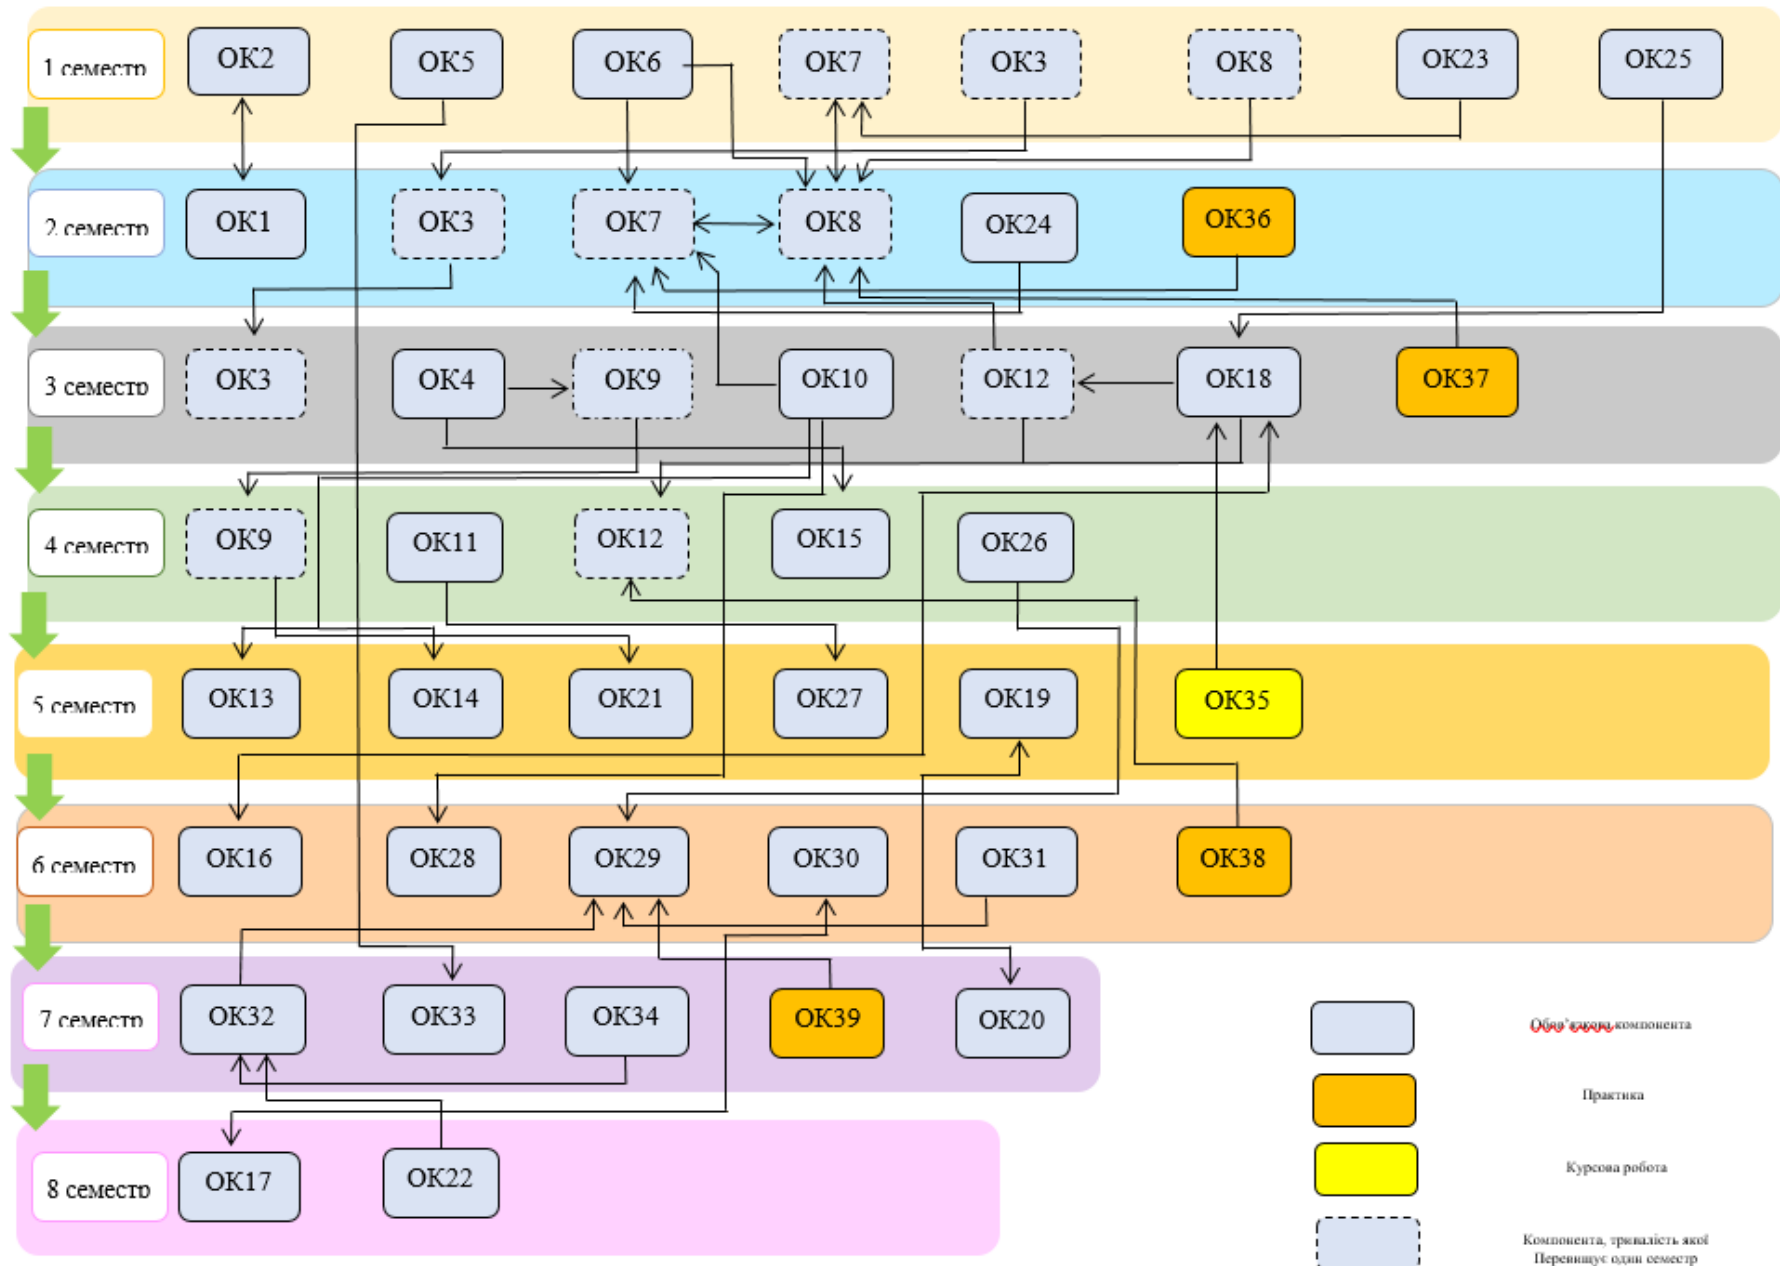 1 семестр
ОК2
ОК5
ОК6
ОК7
ОК3
ОК8
ОК23
ОК25
2 семестр
ОК1
ОК3
ОК7
ОК8
ОК24
ОК36
3 семестр
ОК3
ОК4
ОК9
ОК10
ОК12
ОК18
ОК37
4 семестр
ОК9
ОК11
ОК12
ОК15
ОК26
5 семестр
ОК13
ОК14
ОК21
ОК27
ОК19
ОК35
6 семестр
ОК16
ОК28
ОК29
ОК30
ОК31
ОК38
7 семестр
ОК32
ОК33
ОК34
ОК39
ОК20
8 семестр
ОК17
ОК22
Обов'язкова компонента
Практика
Курсова робота
Компонента, тривалість якої
Перевищує один семестр